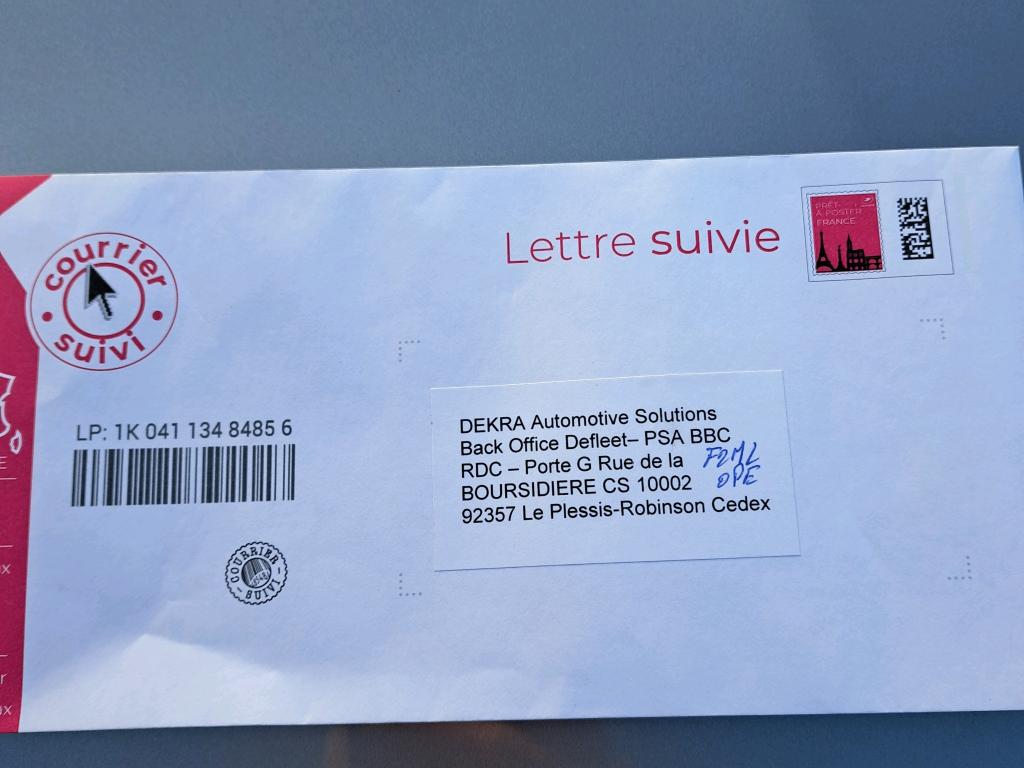 Lettre suivie
PRÊT-
À-POSTER
FRANCE
courrier
suivi
LP: 1K 041 134 8485 6
DEKRA Automotive Solutions
Back Office Defleet– PSA BBC
RDC – Porte G Rue de la F2ML
BOURSIDIERE CS 10002 OPE
92357 Le Plessis-Robinson Cedex
COURRIER
SUIVI